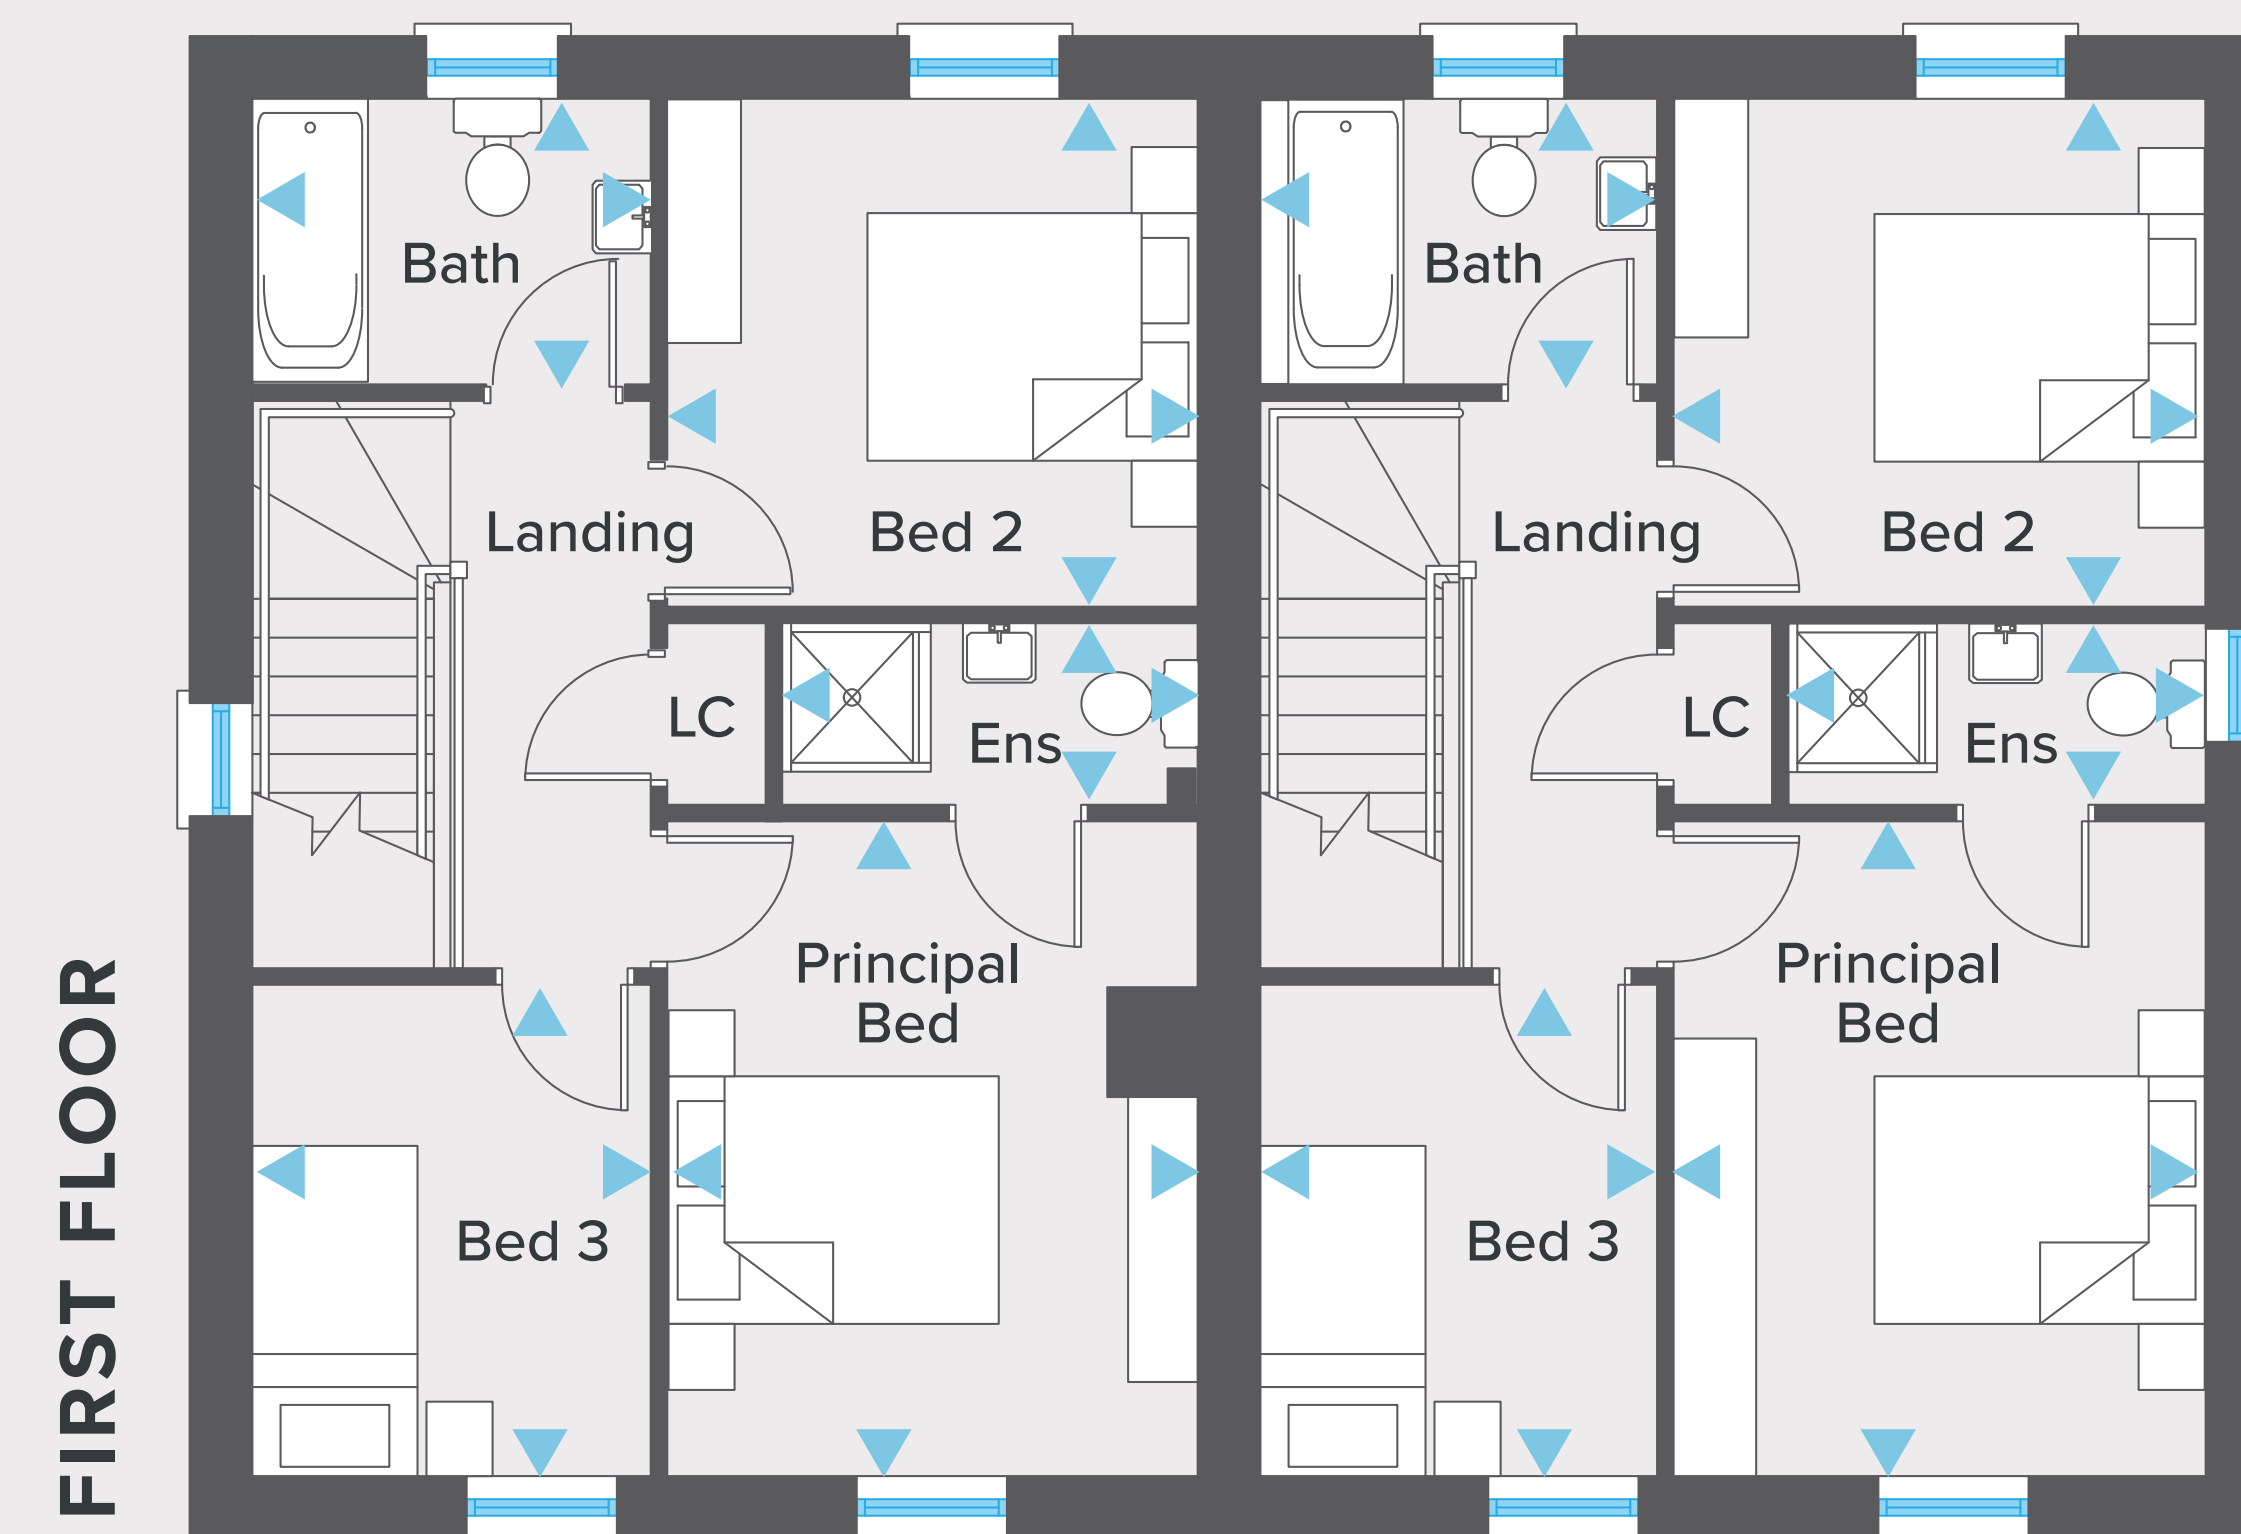 FIRST FLOOR
Bath
Bath
Landing
Bed 2
Landing
Bed 2
LC
Ens
LC
Ens
Principal
Bed
Principal
Bed
Bed 3
Bed 3